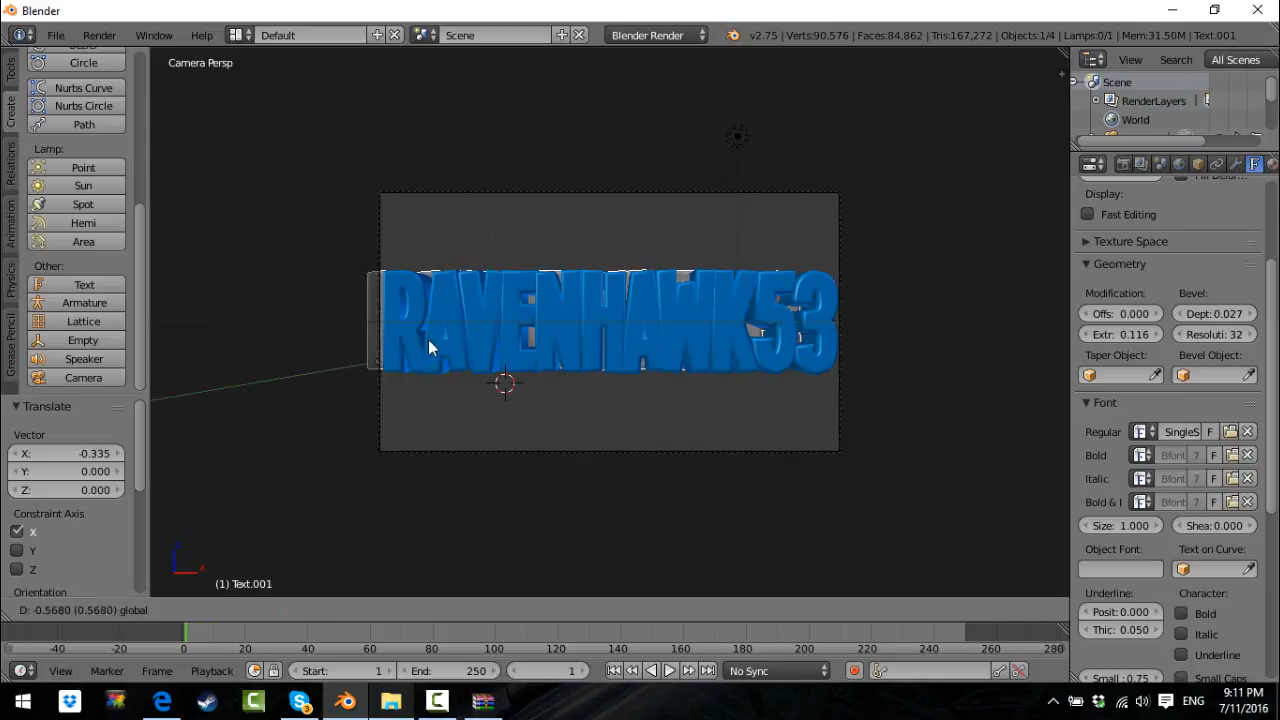 Blender
File Render Window Help Default Scene Blender Render v2.75 | Verts:90,576 | Faces:84,862 | Tris:167,272 | Objects:1/4 | Lamps:0/1 | Mem:31.50M | Text.001
Camera Persp
View Search All Scenes
Circle
Nurbs Curve
Nurbs Circle
Path
Lamp:
Point
Sun
Spot
Hemi
Area
Other:
Text
Armature
Lattice
Empty
Speaker
Camera
Tools
Create
Relations
Animation
Physics
Grease Pencil
Translate
Vector
X: -0.335
Y: 0.000
Z: 0.000
Constraint Axis
X
Y
Z
Orientation
RAVENHAWK53
(1) Text.001
D: -0.5680 (0.5680) global
Scene
RenderLayers
World
Display:
Fast Editing
Texture Space
Geometry
Modification: Bevel:
Offs: 0.000 Dept: 0.027
Extr: 0.116 Resoluti: 32
Taper Object: Bevel Object:
Font
Regular SingleS F
Bold Bfont 7 F
Italic Bfont 7 F
Bold & I Bfont 7 F
Size: 1.000 Shea: 0.000
Object Font: Text on Curve:
Underline: Character:
Posit: 0.000 Bold
Thic: 0.050 Italic
Underline
Small: 0.75 Small Caps
-40 -20 0 20 40 60 80 100 120 140 160 180 200 220 240 260 280
View Marker Frame Playback Start: 1 End: 250 1 No Sync
ENG
9:11 PM
7/11/2016